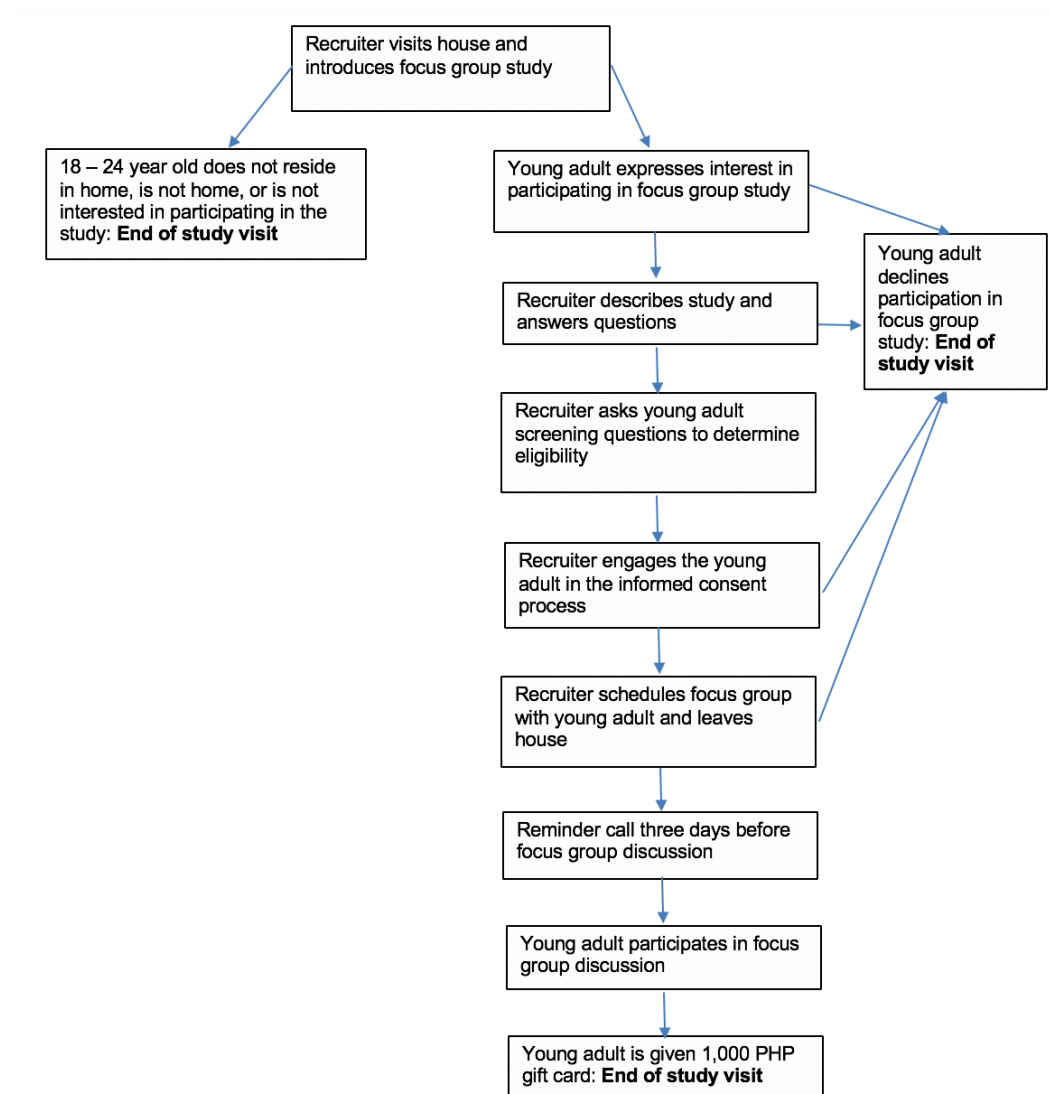 Recruiter visits house and
introduces focus group study
18 – 24 year old does not reside
in home, is not home, or is not
interested in participating in the
study: End of study visit
Young adult expresses interest in
participating in focus group study
Young adult
declines
participation in
focus group
study: End of
study visit
Recruiter describes study and
answers questions
Recruiter asks young adult
screening questions to determine
eligibility
Recruiter engages the young
adult in the informed consent
process
Recruiter schedules focus group
with young adult and leaves
house
Reminder call three days before
focus group discussion
Young adult participates in focus
group discussion
Young adult is given 1,000 PHP
gift card: End of study visit